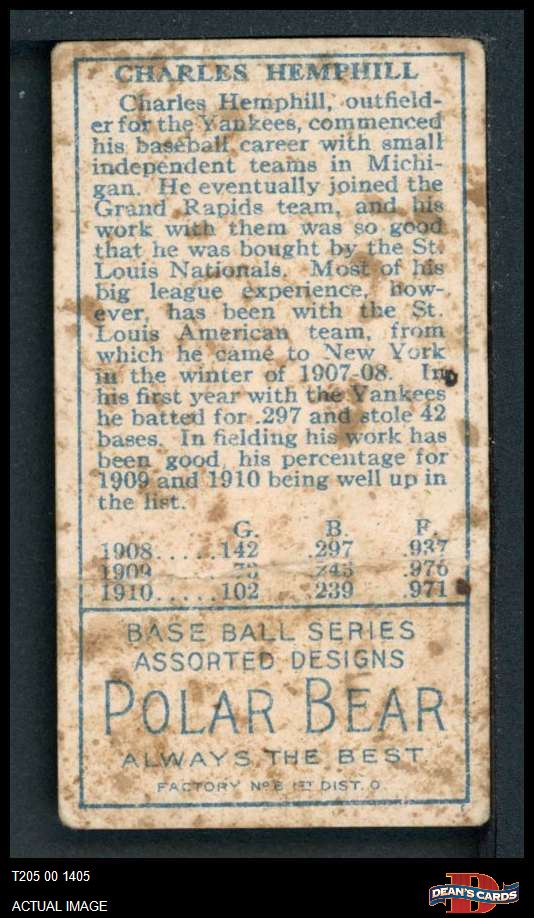 CHARLES HEMPHILL
Charles Hemphill, outfield-
er for the Yankees, commenced
his baseball career with small
independent teams in Michi-
gan. He eventually joined the
Grand Rapids team, and his
work with them was so good
that he was bought by the St.
Louis Nationals. Most of his
big league experience, how-
ever, has been with the St.
Louis American team, from
which he came to New York
in the winter of 1907-08. In
his first year with the Yankees
he batted for .297 and stole 42
bases. In fielding his work has
been good, his percentage for
1909 and 1910 being well up in
the list.
G. B. F.
1908......142 .297 .937
1909 .976
1910......102 .239 .971
BASE BALL SERIES
ASSORTED DESIGNS
POLAR BEAR
ALWAYS THE BEST
FACTORY No 6 1ST DIST. O.
T205 00 1405
ACTUAL IMAGE
DEAN'S CARDS